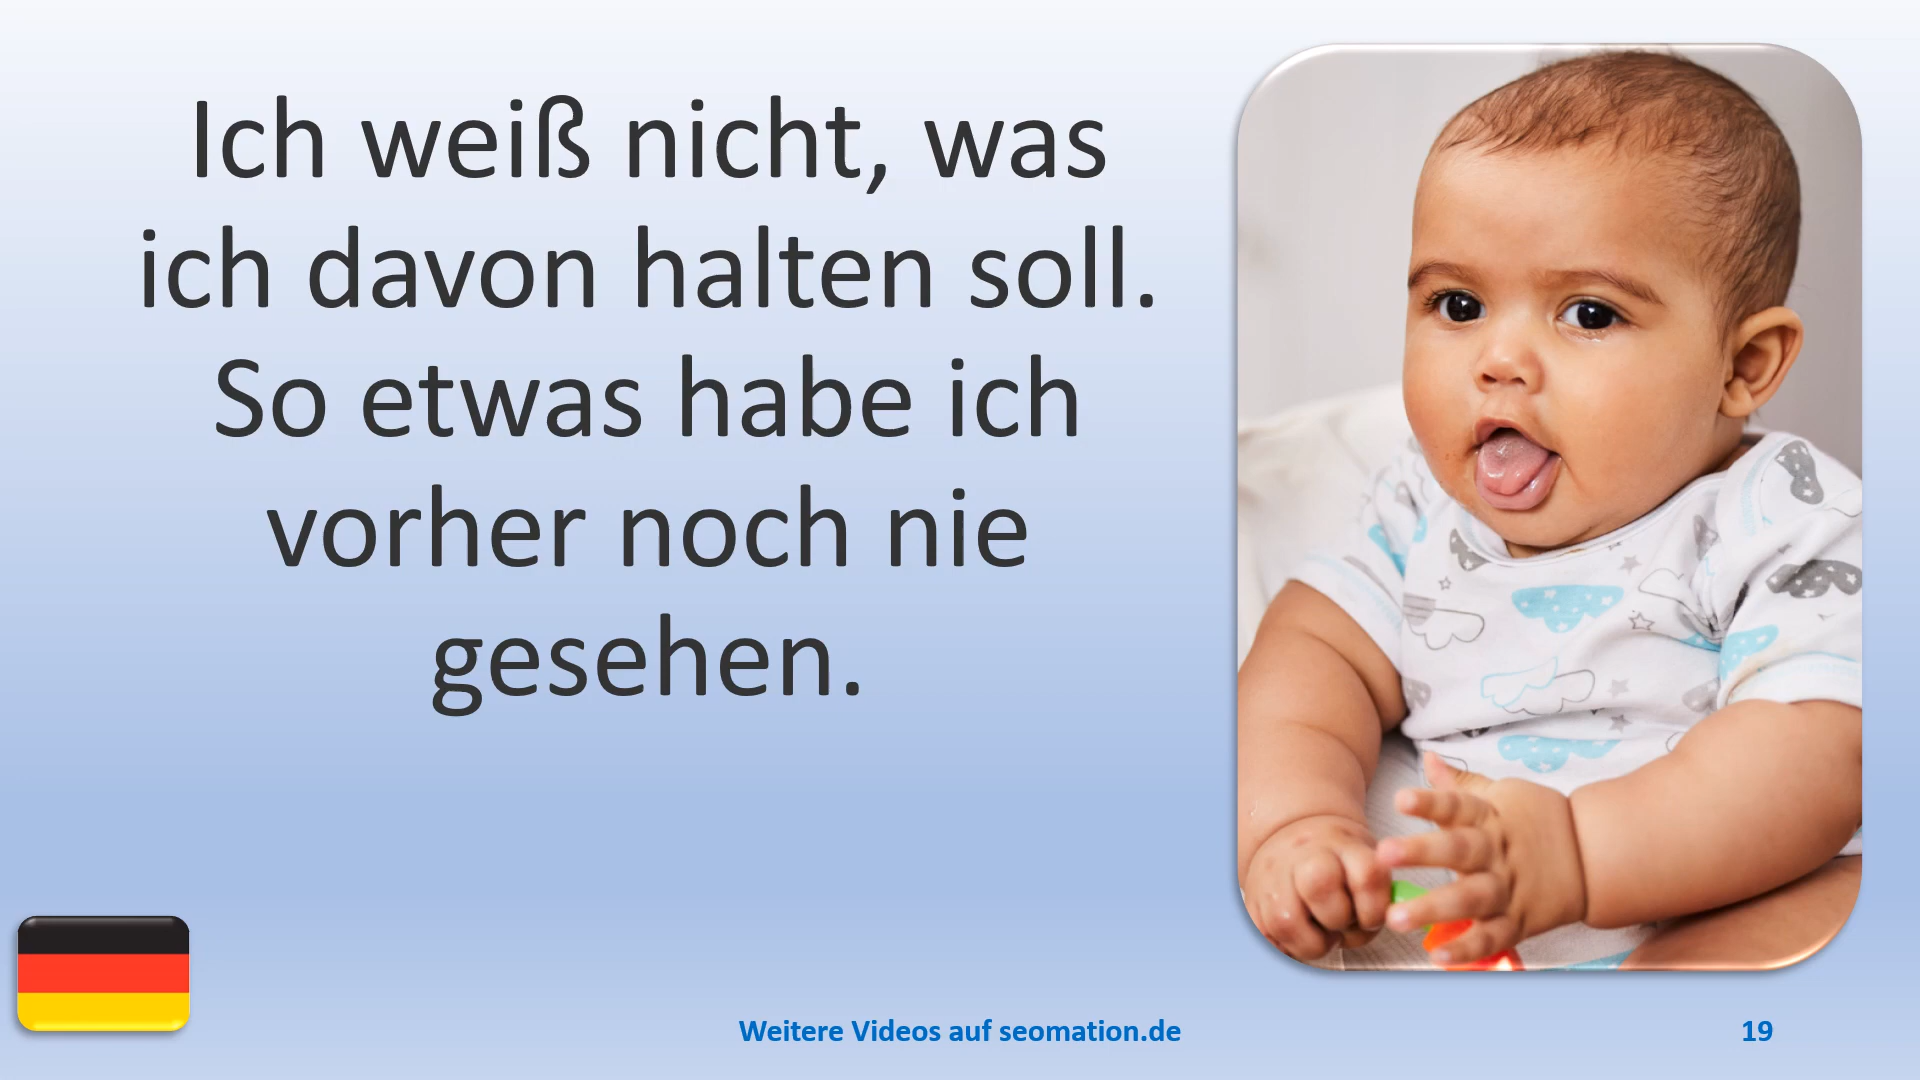 Ich weiß nicht, was
ich davon halten soll.
So etwas habe ich
vorher noch nie
gesehen.
Weitere Videos auf seomation.de
19